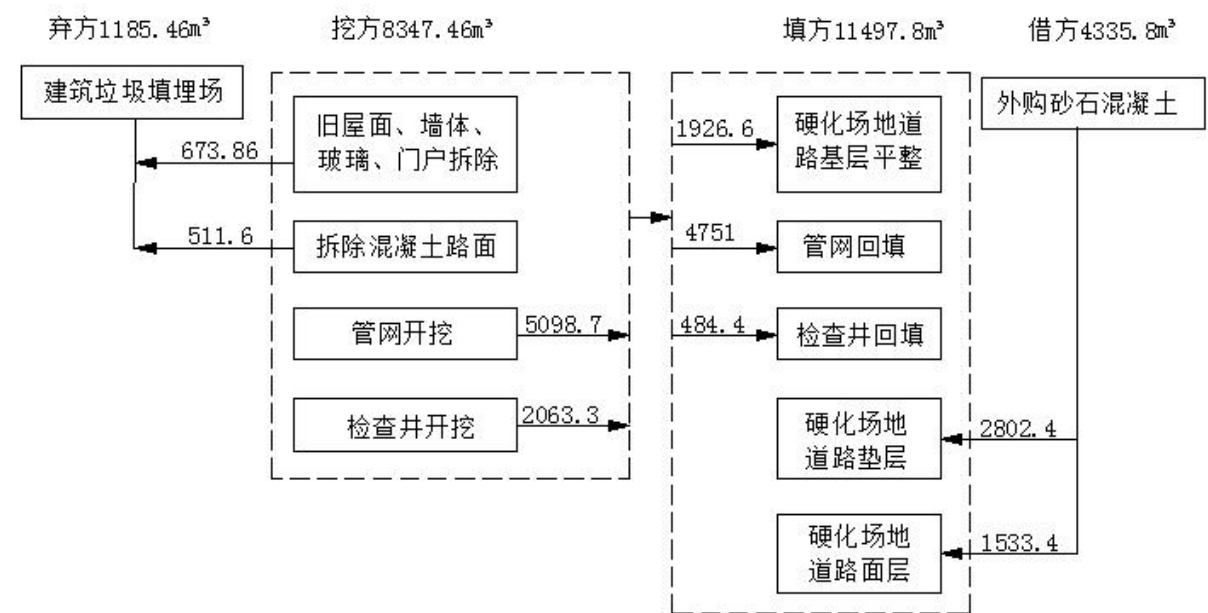 弃方1185.46m³
挖方8347.46m³
填方11497.8m³
借方4335.8m³
建筑垃圾填埋场
673.86
511.6
旧屋面、墙体、
玻璃、门户拆除
拆除混凝土路面
管网开挖
5098.7
检查井开挖
2063.3
1926.6
硬化场地道
路基层平整
4751
管网回填
484.4
检查井回填
硬化场地
道路垫层
2802.4
硬化场地
道路面层
1533.4
外购砂石混凝土